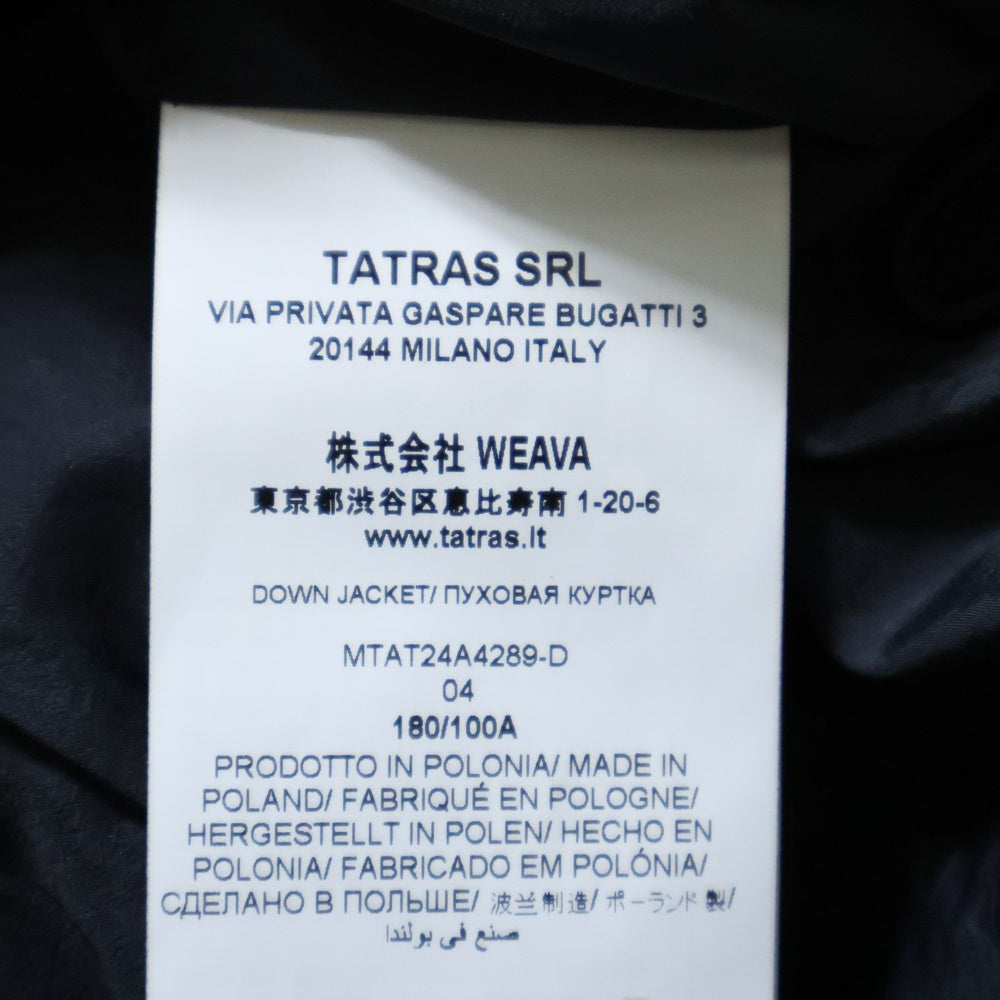 TATRAS SRL
VIA PRIVATA GASPARE BUGATTI 3
20144 MILANO ITALY
株式会社 WEAVA
東京都渋谷区恵比寿南 1-20-6
www.tatras.it
DOWN JACKET/ ПУХОВАЯ КУРТКА
MTAT24A4289-D
04
180/100A
PRODOTTO IN POLONIA/ MADE IN
POLAND/ FABRIQUÉ EN POLOGNE/
HERGESTELLT IN POLEN/ HECHO EN
POLONIA/ FABRICADO EM POLÓNIA/
СДЕЛАНО В ПОЛЬШЕ/ 波兰制造/ ポーランド製/
صنع في بولندا